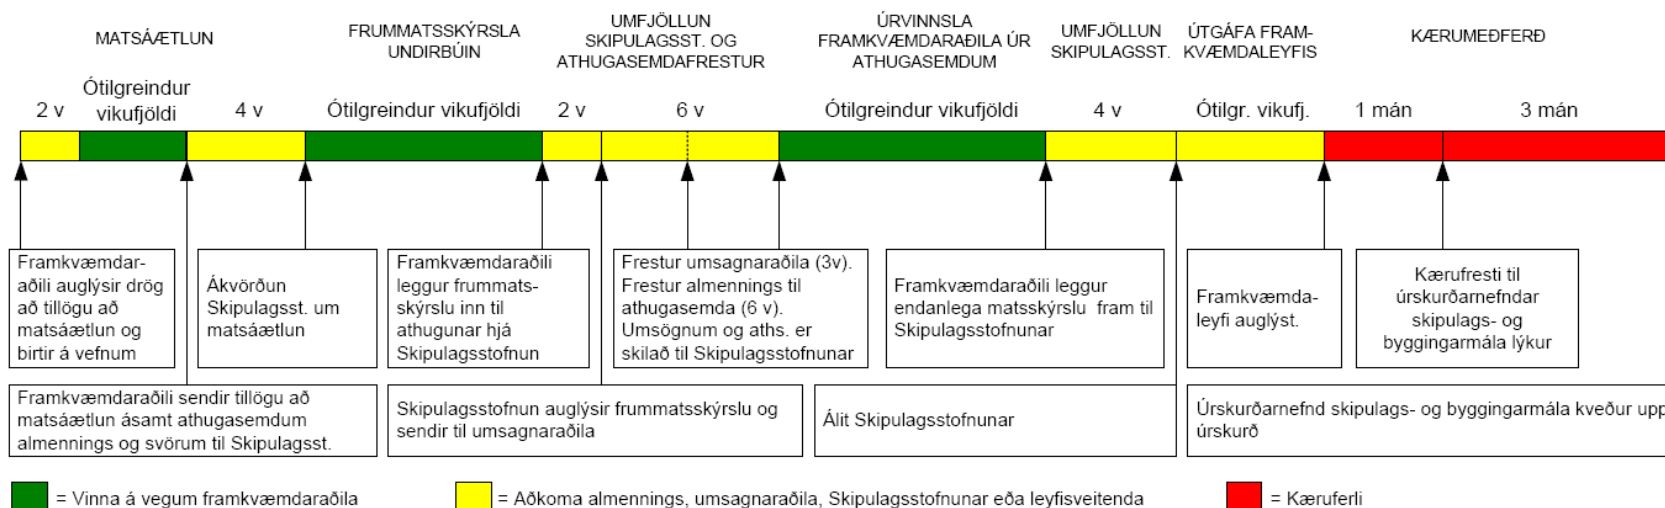 MATSÁÆTLUN
FRUMMATSSKÝRSLA
UNDIRBÚIN
UMFJÖLLUN
SKIPULAGSST. OG
ATHUGASEMDAFRESTUR
ÚRVINNSLA
FRAMKVÆMDARAÐILA ÚR
ATHUGASEMDUM
UMFJÖLLUN
SKIPULAGSST.
ÚTGÁFA FRAM-
KVÆMDALEYFIS
KÆRUMEÐFERÐ
2 v
Ótilgreindur
vikufjöldi
4 v
Ótilgreindur vikufjöldi
2 v
6 v
Ótilgreindur vikufjöldi
4 v
Ótilgr. vikufj.
1 mán
3 mán
Framkvæmdar-
aðili auglýsir drög
að tillögu að
matsáætlun og
birtir á vefnum
Ákvörðun
Skipulagsst. um
matsáætlun
Framkvæmdaraðili
leggur frummats-
skýrslu inn til
athugunar hjá
Skipulagsstofnun
Frestur umsagnaraðila (3v).
Frestur almennings til
athugasemda (6 v).
Umsögnum og aths. er
skilað til Skipulagsstofnunar
Framkvæmdaraðili leggur
endanlega matsskýrslu fram til
Skipulagsstofnunar
Framkvæmda-
leyfi auglýst.
Kærufresti til
úrskurðarnefndar
skipulags- og
byggingarmála lýkur
Framkvæmdaraðili sendir tillögu að
matsáætlun ásamt athugasemdum
almennings og svörum til Skipulagsst.
Skipulagsstofnun auglýsir frummatsskýrslu og
sendir til umsagnaraðila
Álit Skipulagsstofnunar
Úrskurðarnefnd skipulags- og byggingarmála kveður upp
úrskurð
= Vinna á vegum framkvæmdaraðila
= Aðkoma almennings, umsagnaraðila, Skipulagsstofnunar eða leyfisveitenda
= Kæruferli